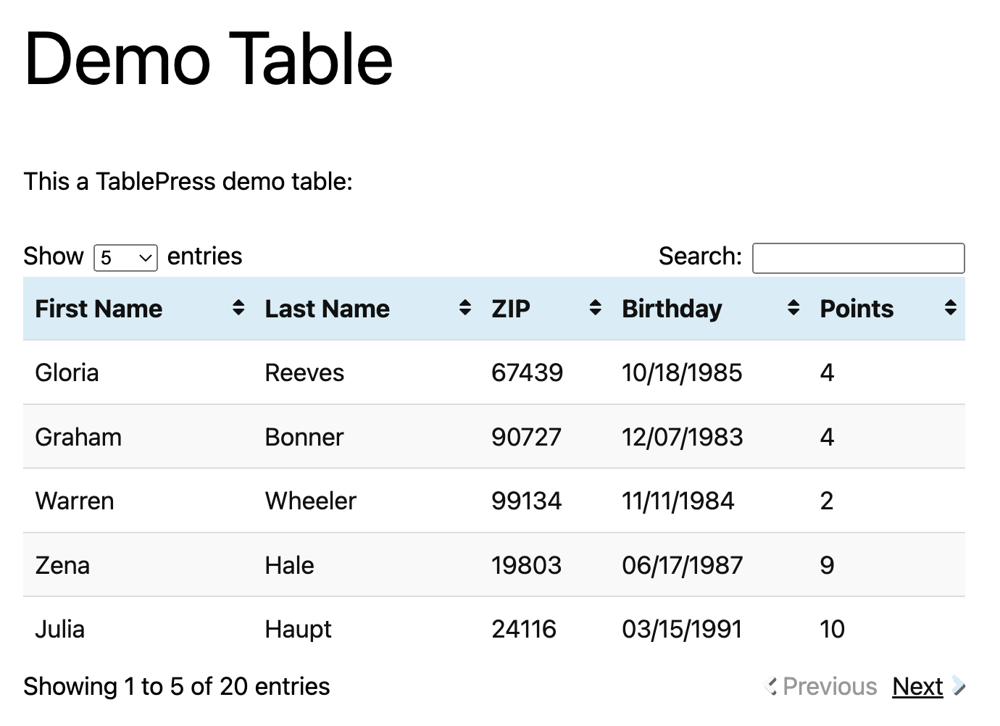 Demo Table
This a TablePress demo table:
Show 5 entries Search:
First Name Last Name ZIP Birthday Points
Gloria Reeves 67439 10/18/1985 4
Graham Bonner 90727 12/07/1983 4
Warren Wheeler 99134 11/11/1984 2
Zena Hale 19803 06/17/1987 9
Julia Haupt 24116 03/15/1991 10
Showing 1 to 5 of 20 entries Previous Next